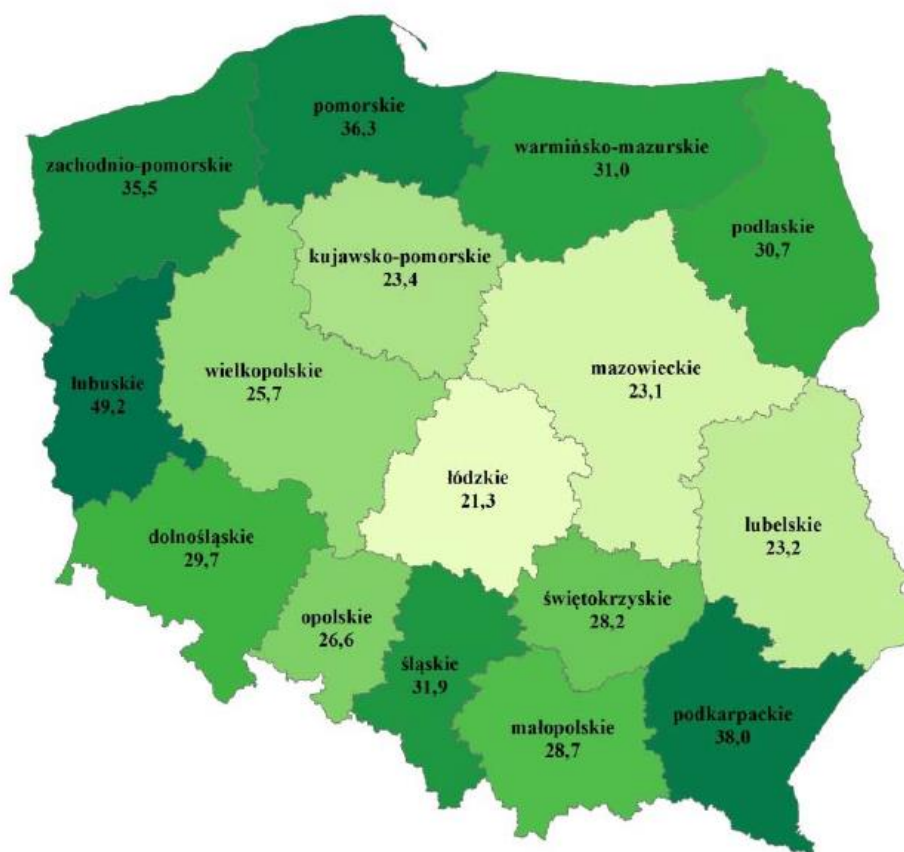 pomorskie
36,3
warmińsko-mazurskie
31,0
zachodnio-pomorskie
35,5
podlaskie
30,7
kujawsko-pomorskie
23,4
mazowieckie
23,1
lubuskie
49,2
wielkopolskie
25,7
łódzkie
21,3
lubelskie
23,2
dolnośląskie
29,7
świętokrzyskie
28,2
opolskie
26,6
śląskie
31,9
podkarpackie
38,0
małopolskie
28,7